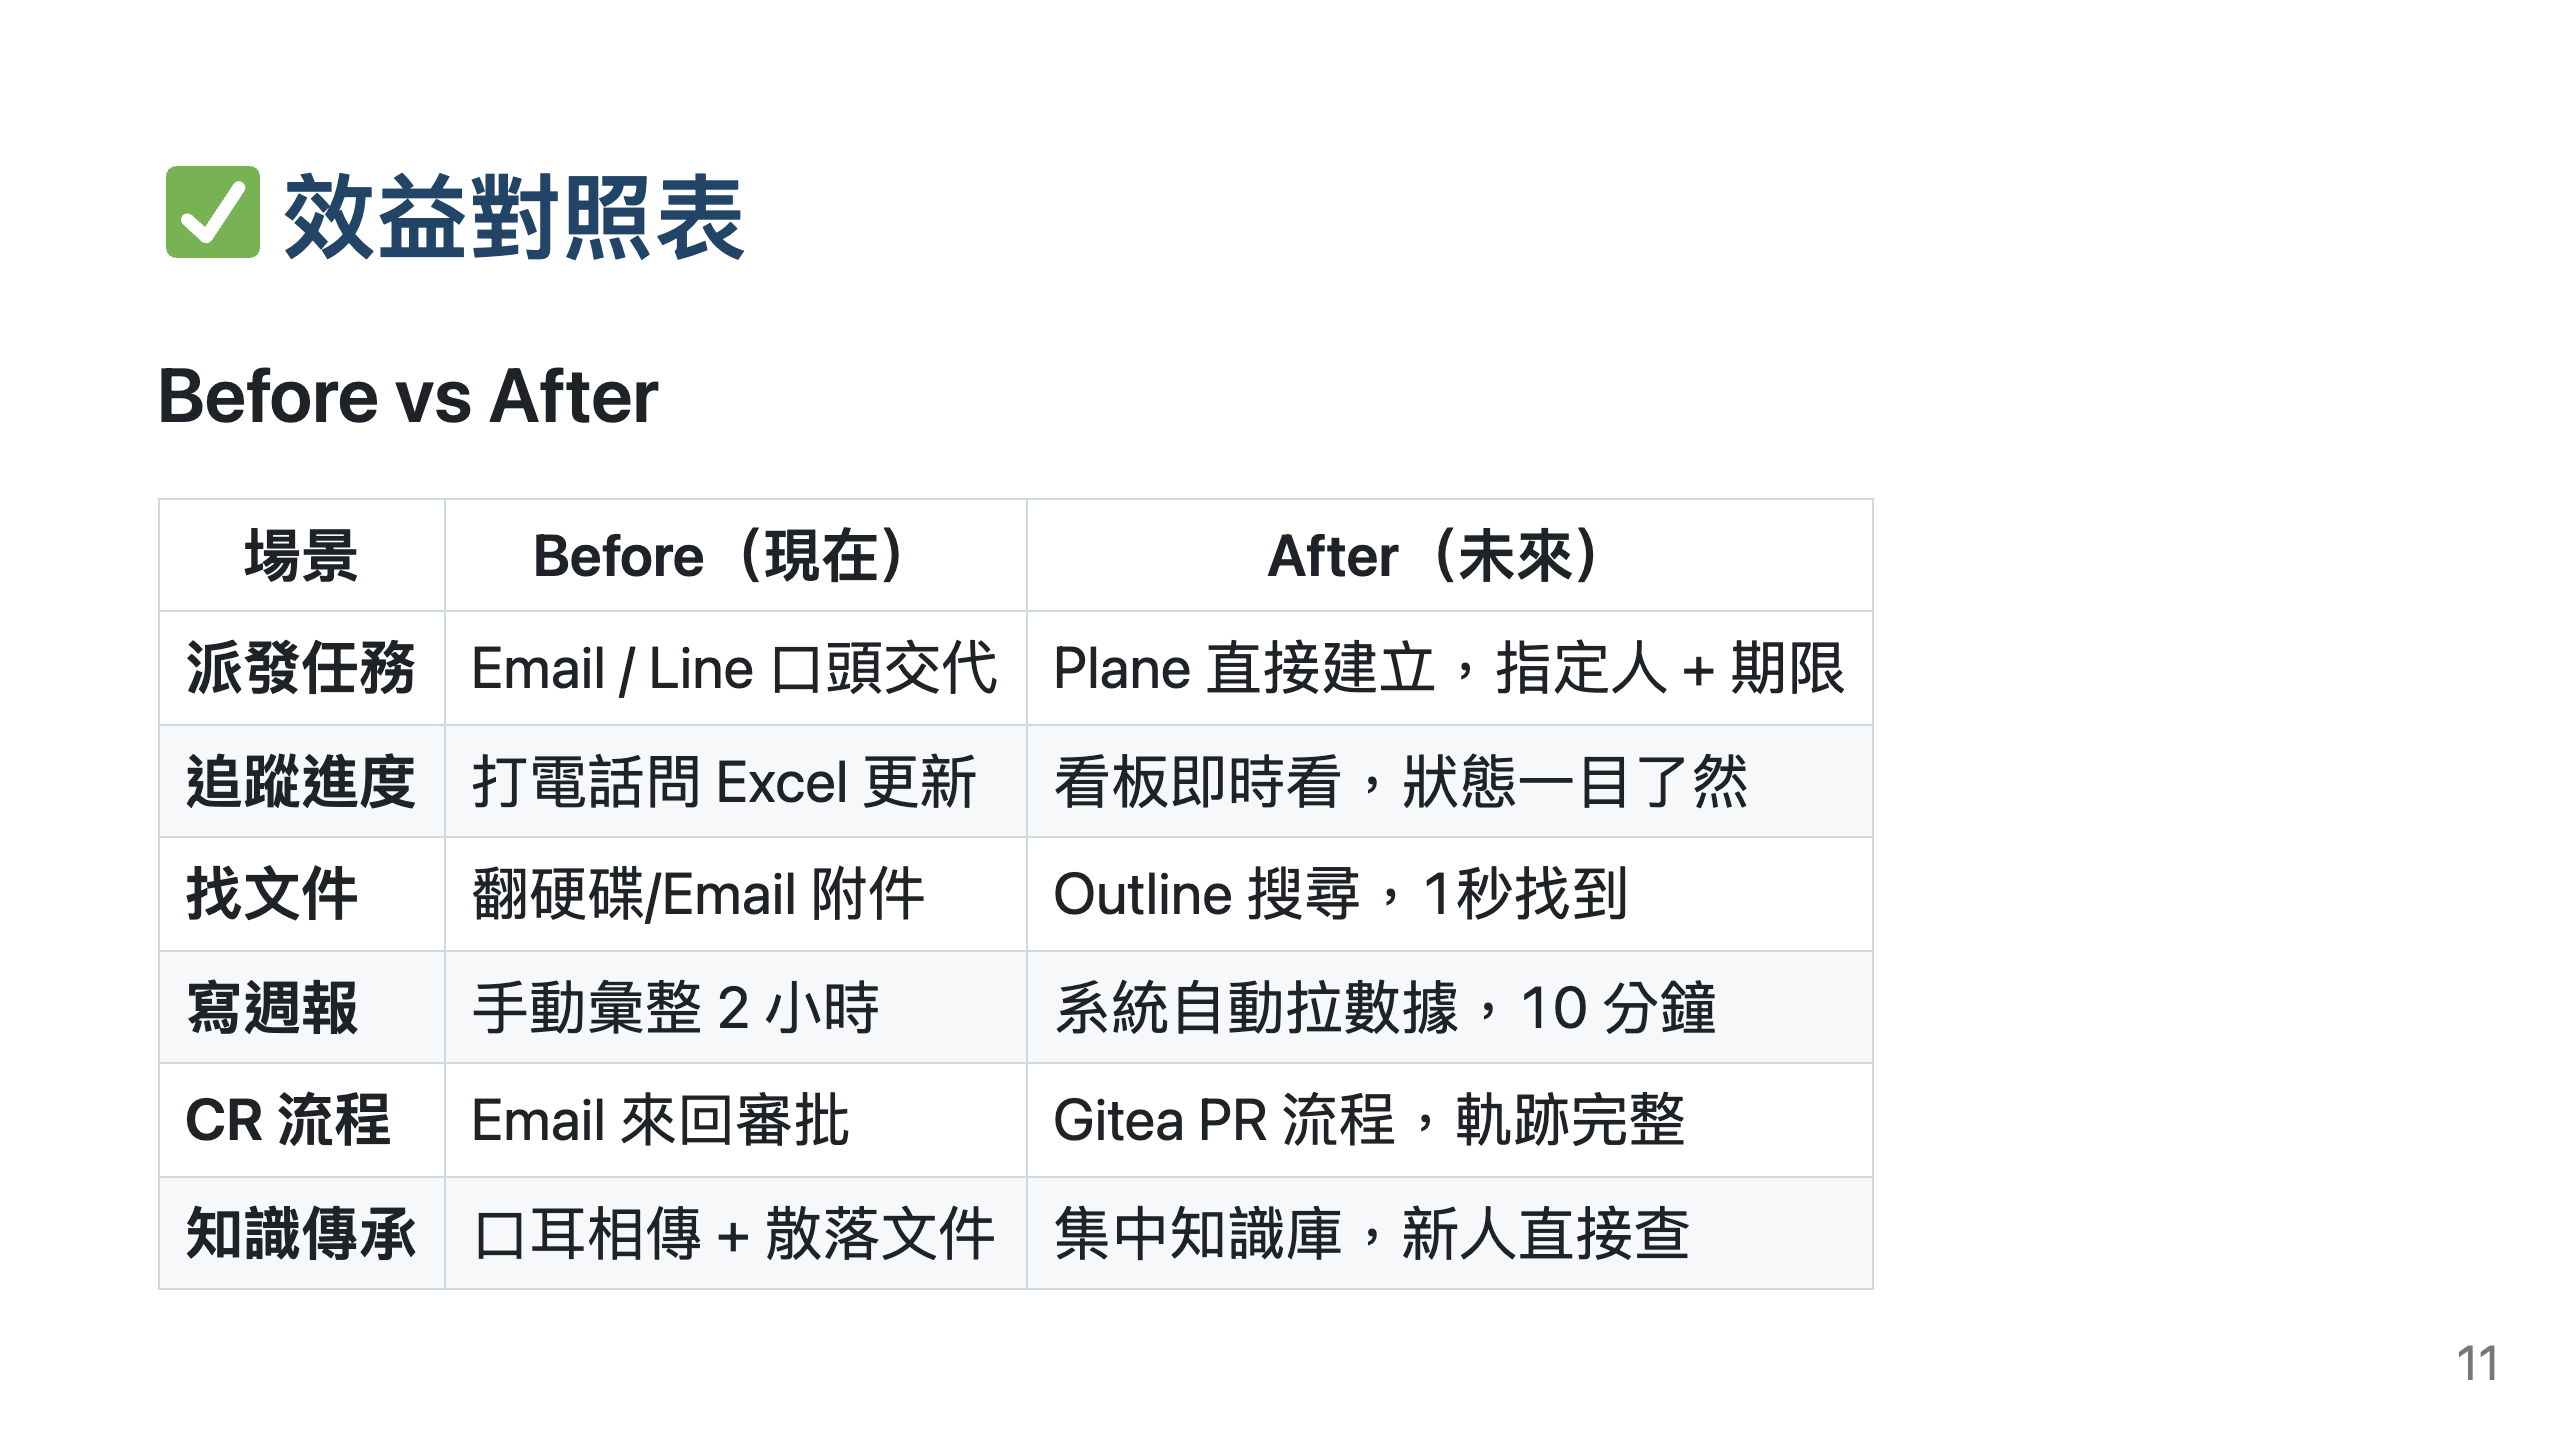 ✅ 效益對照表
Before vs After
場景 Before（現在） After（未來）
派發任務 Email / Line 口頭交代 Plane 直接建立，指定人 + 期限
追蹤進度 打電話問 Excel 更新 看板即時看，狀態一目了然
找文件 翻硬碟/Email 附件 Outline 搜尋，1秒找到
寫週報 手動彙整 2 小時 系統自動拉數據，10 分鐘
CR 流程 Email 來回審批 Gitea PR 流程，軌跡完整
知識傳承 口耳相傳 + 散落文件 集中知識庫，新人直接查
11